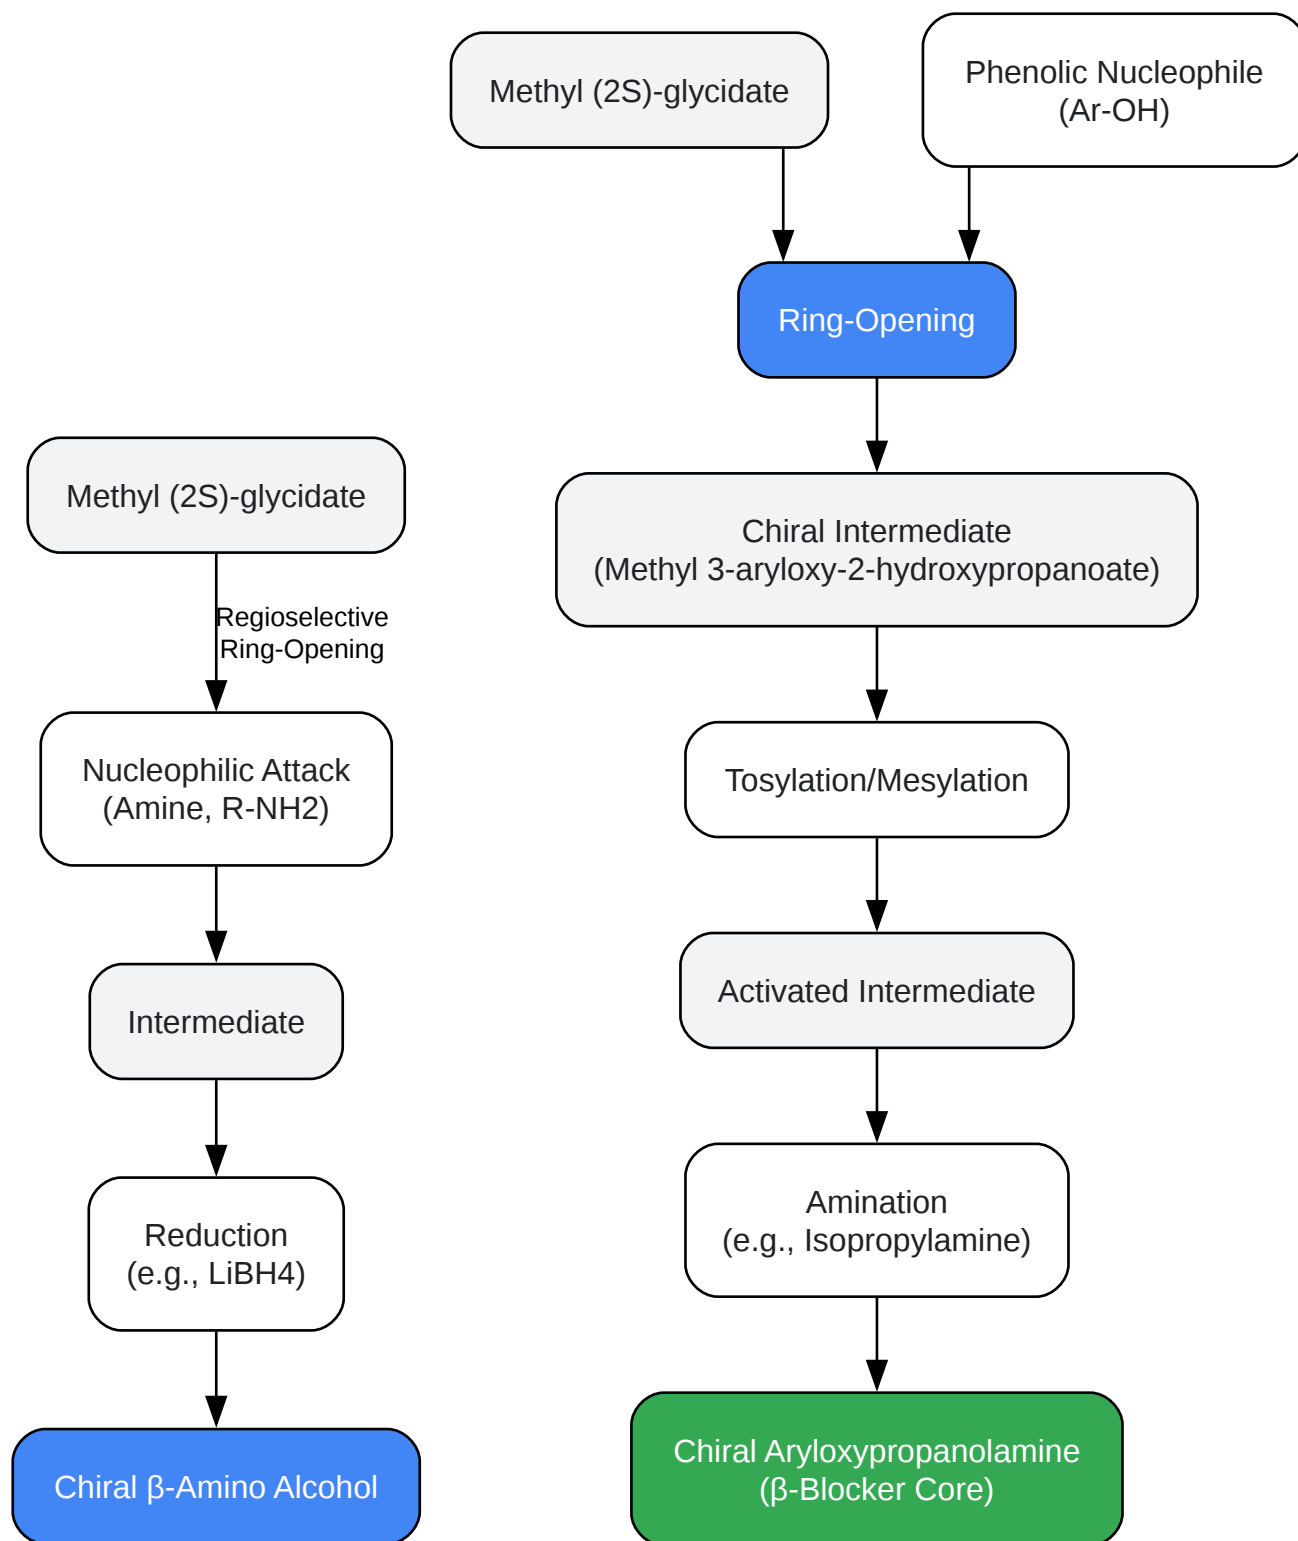 Methyl (2S)-glycidate
Regioselective
Ring-Opening
Nucleophilic Attack
(Amine, R-NH2)
Intermediate
Reduction
(e.g., LiBH4)
Chiral β-Amino Alcohol
Methyl (2S)-glycidate
Phenolic Nucleophile
(Ar-OH)
Ring-Opening
Chiral Intermediate
(Methyl 3-aryloxy-2-hydroxypropanoate)
Tosylation/Mesylation
Activated Intermediate
Amination
(e.g., Isopropylamine)
Chiral Aryloxypropanolamine
(β-Blocker Core)